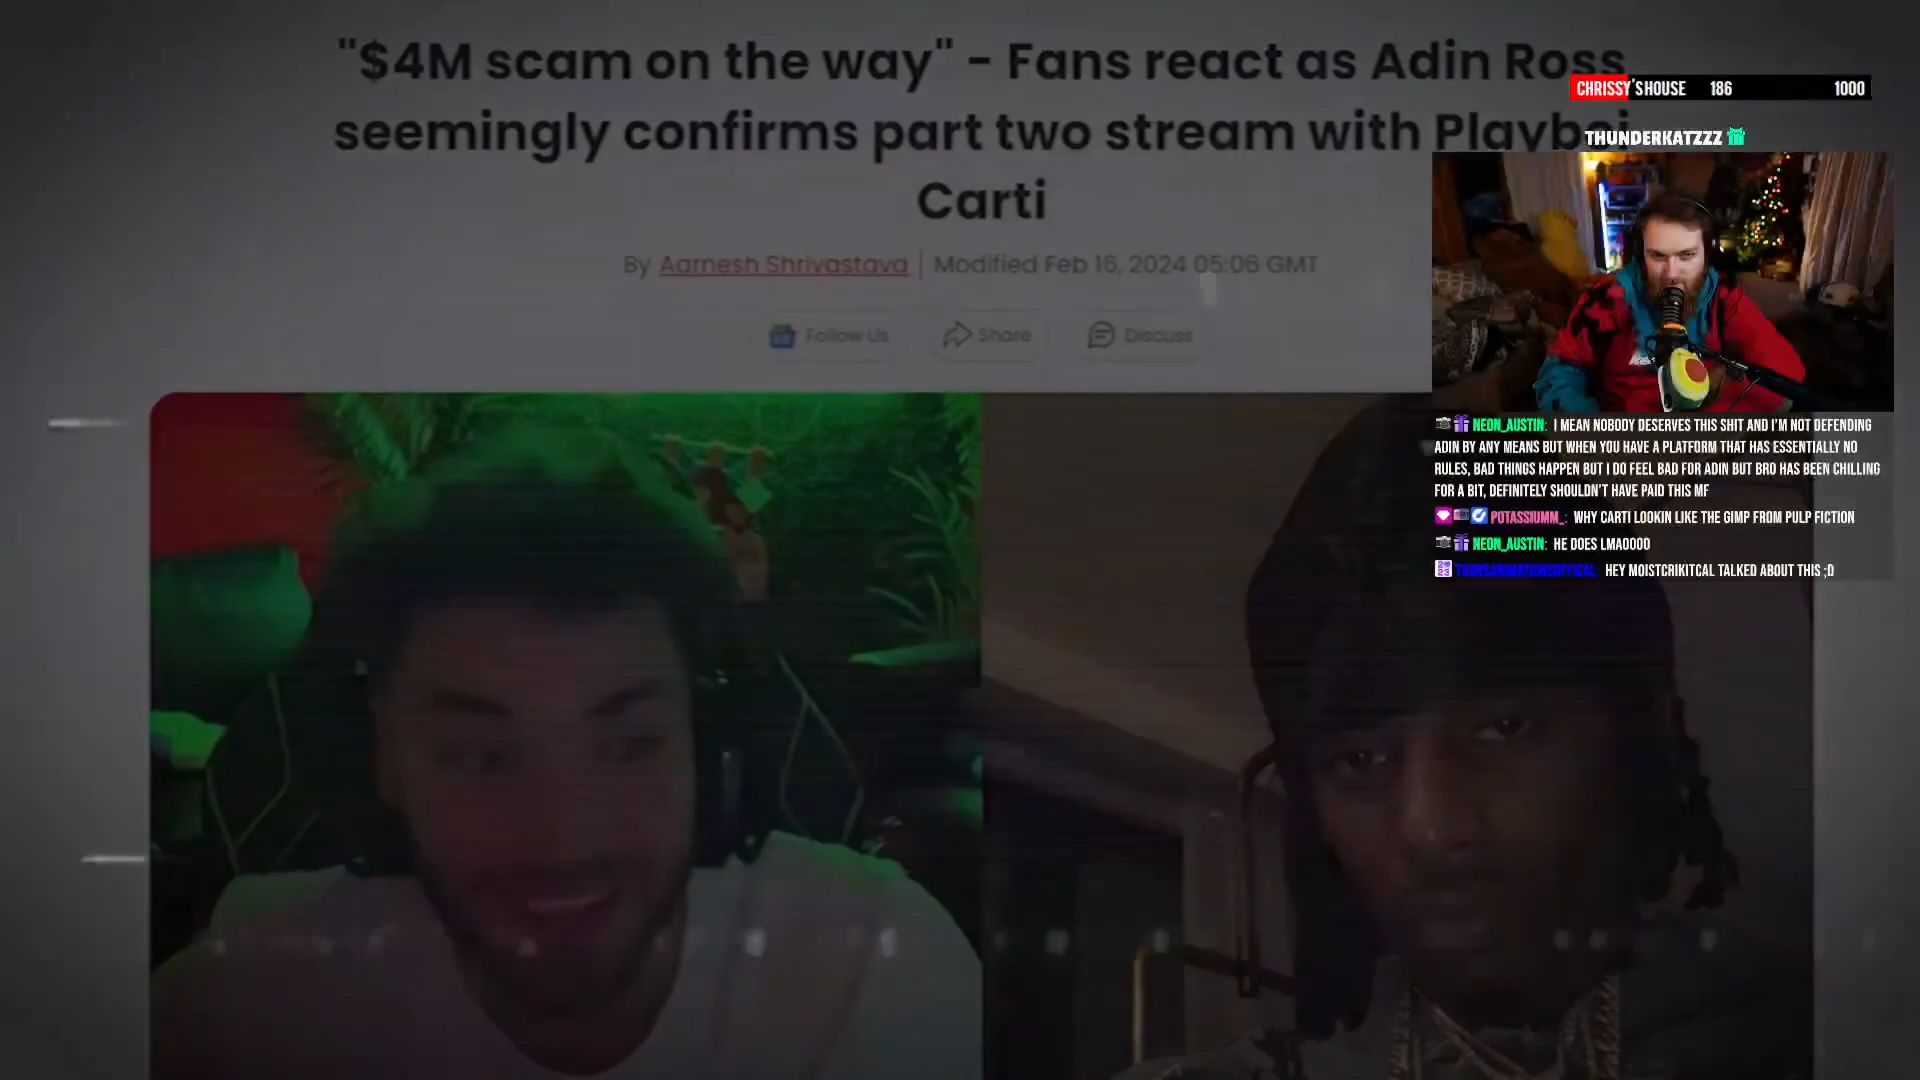 "$4M scam on the way" - Fans react as Adin Ross
seemingly confirms part two stream with Playboi
Carti
By Aarnesh Shrivastava | Modified Feb 16, 2024 05:06 GMT
Follow Us Share Discuss
CHRISSY'S HOUSE 186 1000
THUNDERKATZZZ
NEON_AUSTIN: I MEAN NOBODY DESERVES THIS SHIT AND I'M NOT DEFENDING
ADIN BY ANY MEANS BUT WHEN YOU HAVE A PLATFORM THAT HAS ESSENTIALLY NO
RULES, BAD THINGS HAPPEN BUT I DO FEEL BAD FOR ADIN BUT BRO HAS BEEN CHILLING
FOR A BIT, DEFINITELY SHOULDN'T HAVE PAID THIS MF
POTASSIUMM_: WHY CARTI LOOKIN LIKE THE GIMP FROM PULP FICTION
NEON_AUSTIN: HE DOES LMAOOOO
TOONSANIMATIONSOFFICAL: HEY MOISTCRIKITCAL TALKED ABOUT THIS ;D